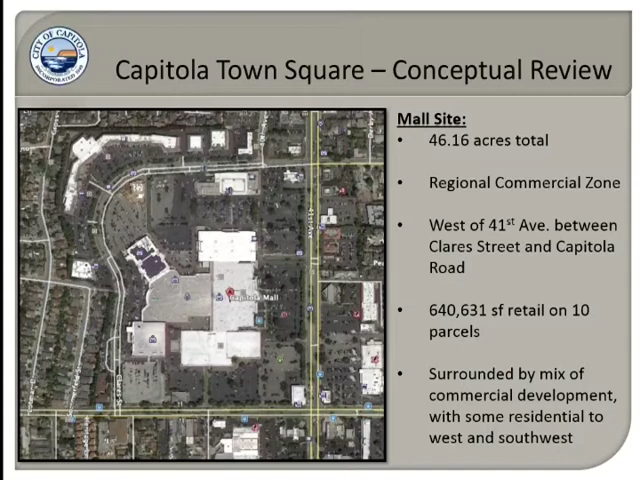 CITY OF CAPITOLA
INCORPORATED 1949
Capitola Town Square – Conceptual Review
Mall Site:
• 46.16 acres total
• Regional Commercial Zone
• West of 41st Ave. between
Clares Street and Capitola
Road
• 640,631 sf retail on 10
parcels
• Surrounded by mix of
commercial development,
with some residential to
west and southwest
41st Ave
Capitola Mall
Clares St